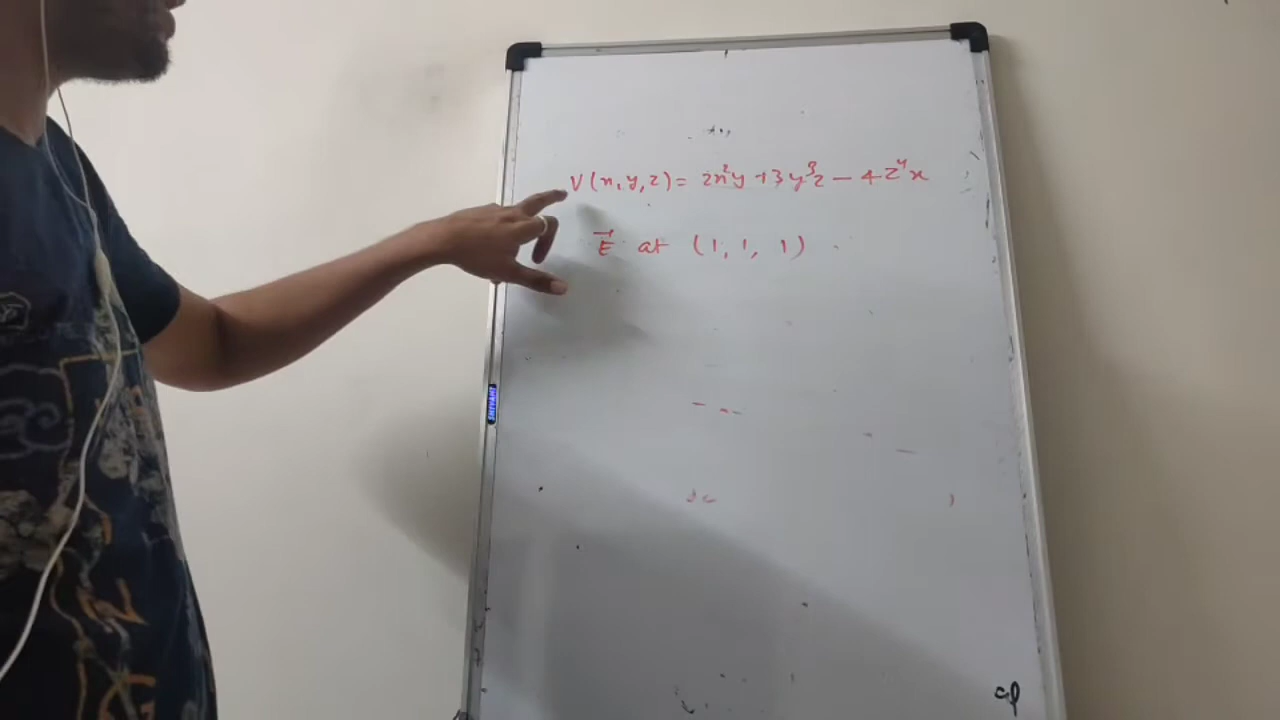 V(x,y,z) = 2x²y + 3y³z − 4z⁴x
E⃗ at (1, 1, 1)